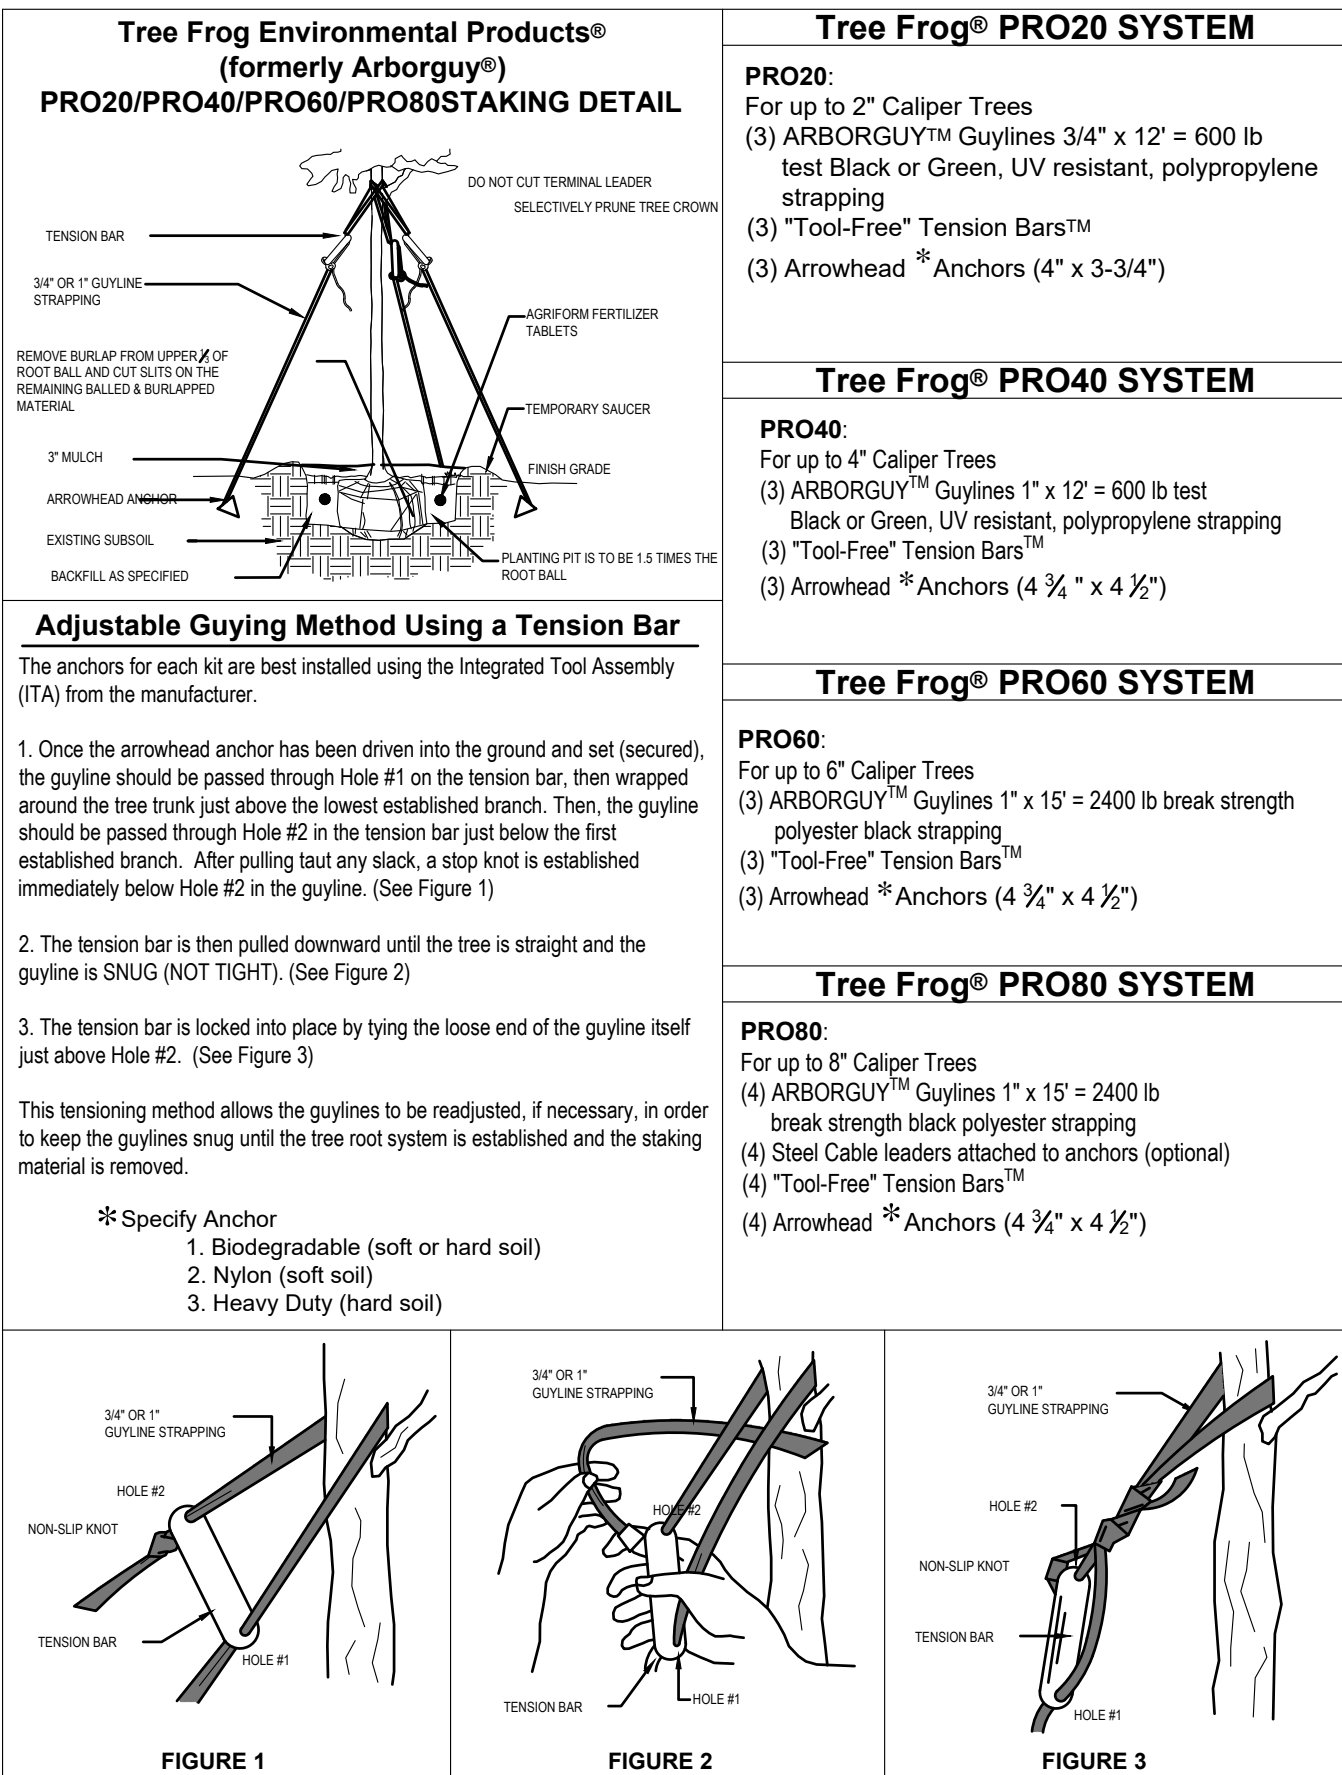 Tree Frog Environmental Products®
(formerly Arborguy®)
PRO20/PRO40/PRO60/PRO80STAKING DETAIL
DO NOT CUT TERMINAL LEADER
SELECTIVELY PRUNE TREE CROWN
TENSION BAR
3/4" OR 1" GUYLINE
STRAPPING
AGRIFORM FERTILIZER
TABLETS
REMOVE BURLAP FROM UPPER ⅓ OF
ROOT BALL AND CUT SLITS ON THE
REMAINING BALLED & BURLAPPED
MATERIAL
TEMPORARY SAUCER
3" MULCH
FINISH GRADE
ARROWHEAD ANCHOR
EXISTING SUBSOIL
PLANTING PIT IS TO BE 1.5 TIMES THE
ROOT BALL
BACKFILL AS SPECIFIED
Adjustable Guying Method Using a Tension Bar
The anchors for each kit are best installed using the Integrated Tool Assembly
(ITA) from the manufacturer.
1. Once the arrowhead anchor has been driven into the ground and set (secured),
the guyline should be passed through Hole #1 on the tension bar, then wrapped
around the tree trunk just above the lowest established branch. Then, the guyline
should be passed through Hole #2 in the tension bar just below the first
established branch. After pulling taut any slack, a stop knot is established
immediately below Hole #2 in the guyline. (See Figure 1)
2. The tension bar is then pulled downward until the tree is straight and the
guyline is SNUG (NOT TIGHT). (See Figure 2)
3. The tension bar is locked into place by tying the loose end of the guyline itself
just above Hole #2. (See Figure 3)
This tensioning method allows the guylines to be readjusted, if necessary, in order
to keep the guylines snug until the tree root system is established and the staking
material is removed.
*Specify Anchor
1. Biodegradable (soft or hard soil)
2. Nylon (soft soil)
3. Heavy Duty (hard soil)
Tree Frog® PRO20 SYSTEM
PRO20:
For up to 2" Caliper Trees
(3) ARBORGUY™ Guylines 3/4" x 12' = 600 lb
test Black or Green, UV resistant, polypropylene
strapping
(3) "Tool-Free" Tension Bars™
(3) Arrowhead *Anchors (4" x 3-3/4")
Tree Frog® PRO40 SYSTEM
PRO40:
For up to 4" Caliper Trees
(3) ARBORGUY™ Guylines 1" x 12' = 600 lb test
Black or Green, UV resistant, polypropylene strapping
(3) "Tool-Free" Tension Bars™
(3) Arrowhead *Anchors (4 ¾ " x 4 ½")
Tree Frog® PRO60 SYSTEM
PRO60:
For up to 6" Caliper Trees
(3) ARBORGUY™ Guylines 1" x 15' = 2400 lb break strength
polyester black strapping
(3) "Tool-Free" Tension Bars™
(3) Arrowhead *Anchors (4 ¾" x 4 ½")
Tree Frog® PRO80 SYSTEM
PRO80:
For up to 8" Caliper Trees
(4) ARBORGUY™ Guylines 1" x 15' = 2400 lb
break strength black polyester strapping
(4) Steel Cable leaders attached to anchors (optional)
(4) "Tool-Free" Tension Bars™
(4) Arrowhead *Anchors (4 ¾" x 4 ½")
3/4" OR 1"
GUYLINE STRAPPING
HOLE #2
NON-SLIP KNOT
TENSION BAR
HOLE #1
FIGURE 1
3/4" OR 1"
GUYLINE STRAPPING
HOLE #2
HOLE #1
TENSION BAR
FIGURE 2
3/4" OR 1"
GUYLINE STRAPPING
HOLE #2
NON-SLIP KNOT
TENSION BAR
HOLE #1
FIGURE 3